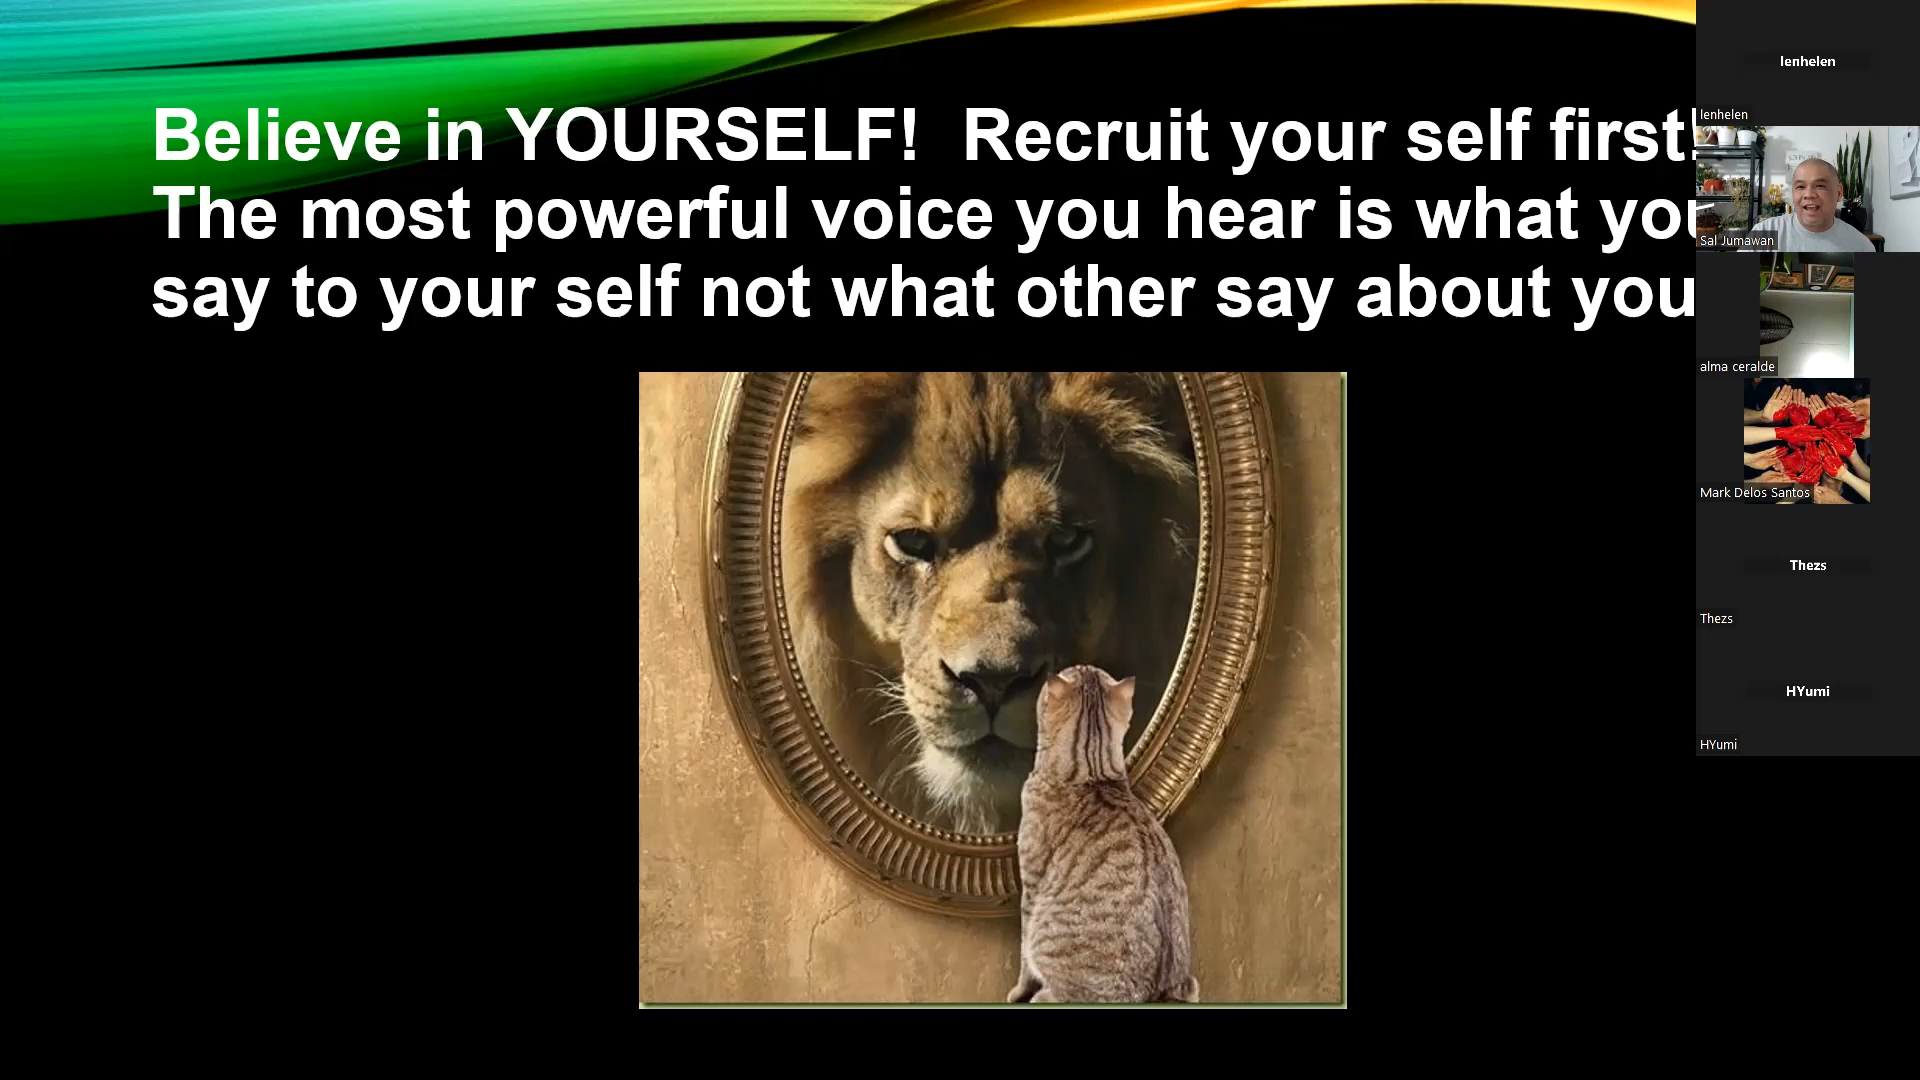 Believe in YOURSELF!  Recruit your self first!
The most powerful voice you hear is what you
say to your self not what other say about you
lenhelen
lenhelen
Sal Jumawan
alma ceralde
Mark Delos Santos
Thezs
Thezs
HYumi
HYumi